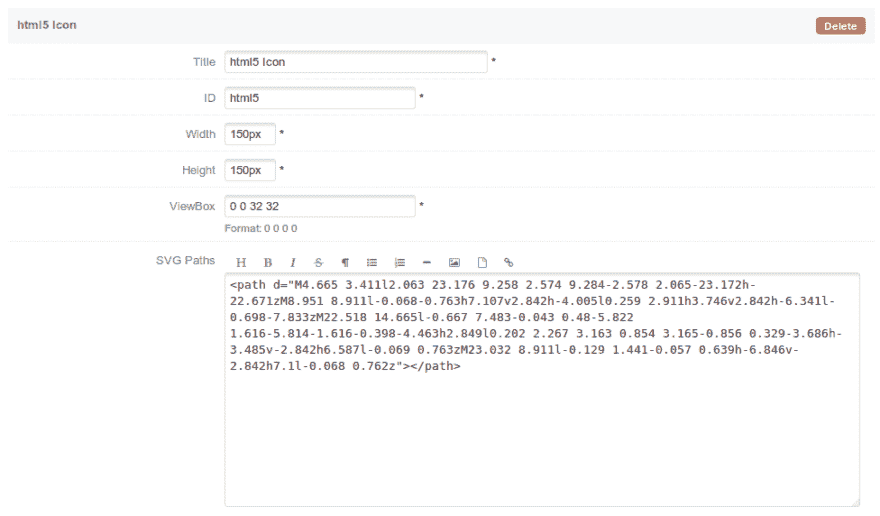 html5 Icon
Delete
Title html5 Icon *
ID html5 *
Width 150px *
Height 150px *
ViewBox 0 0 32 32 *
Format: 0 0 0 0
SVG Paths H B I S ¶
<path d="M4.665 3.411l2.063 23.176 9.258 2.574 9.284-2.578 2.065-23.172h-
22.671zM8.951 8.911l-0.068-0.763h7.107v2.842h-4.005l0.259 2.911h3.746v2.842h-6.341l-
0.698-7.833zM22.518 14.665l-0.667 7.483-0.043 0.48-5.822
1.616-5.814-1.616-0.398-4.463h2.849l0.202 2.267 3.163 0.854 3.165-0.856 0.329-3.686h-
3.485v-2.842h6.587l-0.069 0.763zM23.032 8.911l-0.129 1.441-0.057 0.639h-6.846v-
2.842h7.1l-0.068 0.762z"></path>